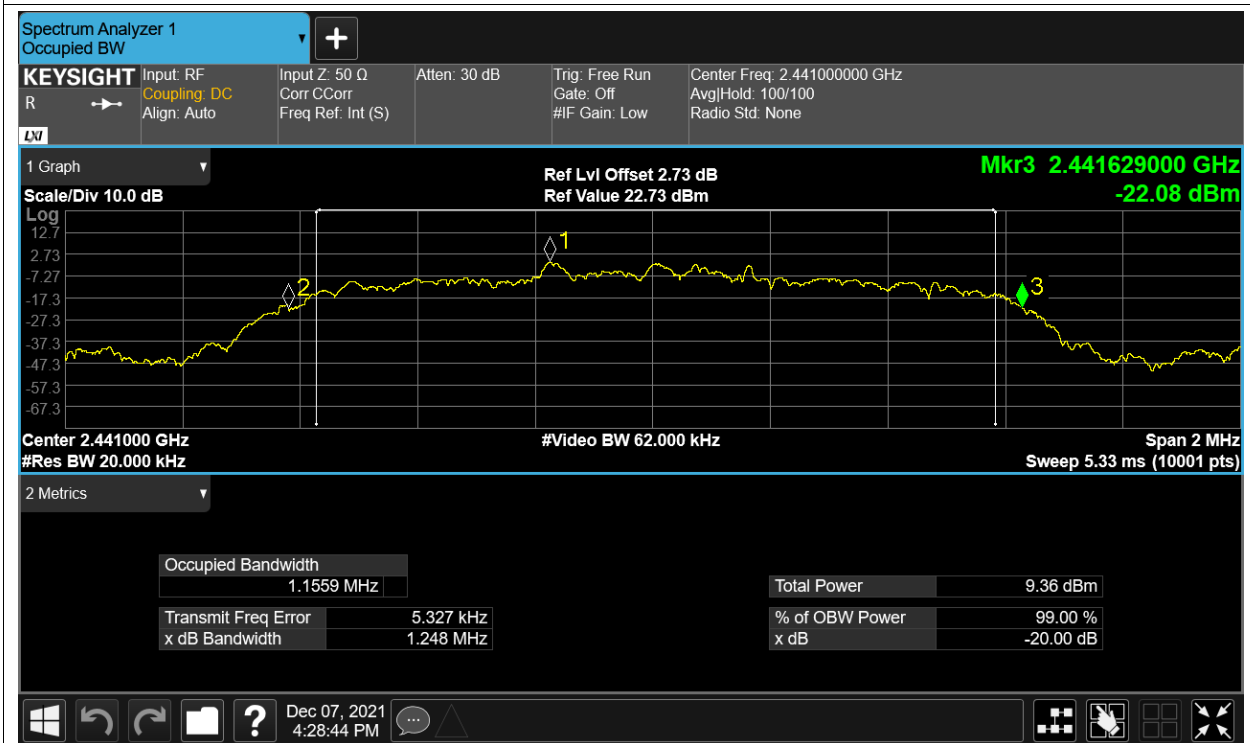 Spectrum Analyzer 1
Occupied BW
KEYSIGHT Input: RF Input Z: 50 Ω Atten: 30 dB Trig: Free Run Center Freq: 2.441000000 GHz
R Coupling: DC Corr CCorr Gate: Off Avg|Hold: 100/100
Align: Auto Freq Ref: Int (S) #IF Gain: Low Radio Std: None
LXI
1 Graph Ref Lvl Offset 2.73 dB Mkr3 2.441629000 GHz
Scale/Div 10.0 dB Ref Value 22.73 dBm -22.08 dBm
Log
12.7
2.73
-7.27
-17.3
-27.3
-37.3
-47.3
-57.3
-67.3
1
2
3
Center 2.441000 GHz #Video BW 62.000 kHz Span 2 MHz
#Res BW 20.000 kHz Sweep 5.33 ms (10001 pts)
2 Metrics
Occupied Bandwidth
1.1559 MHz Total Power 9.36 dBm
Transmit Freq Error 5.327 kHz % of OBW Power 99.00 %
x dB Bandwidth 1.248 MHz x dB -20.00 dB
? Dec 07, 2021
4:28:44 PM